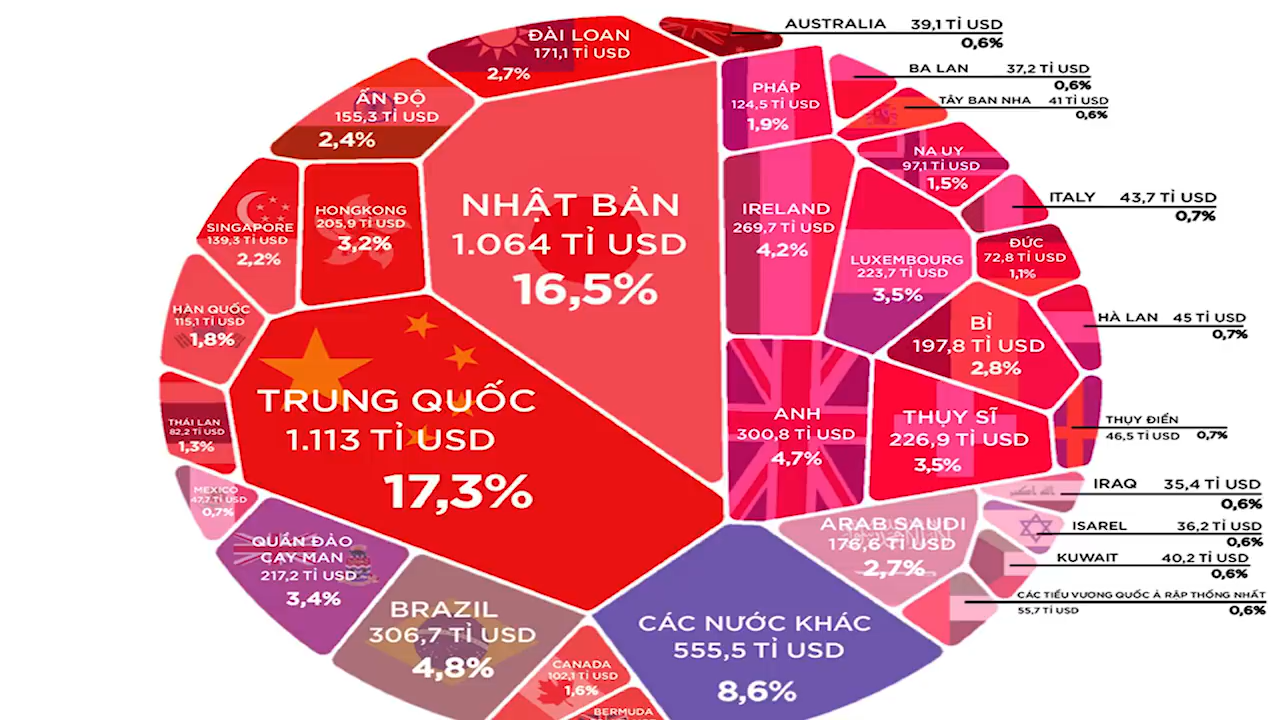 AUSTRALIA 39,1 TỈ USD
0,6%
ĐÀI LOAN
171,1 TỈ USD
2,7%
BA LAN 37,2 TỈ USD
0,6%
TÂY BAN NHA 41 TỈ USD
0,6%
PHÁP
124,5 TỈ USD
1,9%
ẤN ĐỘ
155,3 TỈ USD
2,4%
NA UY
97,1 TỈ USD
1,5%
ITALY 43,7 TỈ USD
0,7%
NHẬT BẢN
1.064 TỈ USD
16,5%
HONGKONG
205,9 TỈ USD
3,2%
SINGAPORE
139,3 TỈ USD
2,2%
IRELAND
269,7 TỈ USD
4,2%
LUXEMBOURG
223,7 TỈ USD
3,5%
ĐỨC
72,8 TỈ USD
1,1%
HÀN QUỐC
115,1 TỈ USD
1,8%
BỈ
197,8 TỈ USD
2,8%
HÀ LAN 45 TỈ USD
0,7%
TRUNG QUỐC
1.113 TỈ USD
17,3%
ANH
300,8 TỈ USD
4,7%
THỤY SĨ
226,9 TỈ USD
3,5%
THỤY ĐIỂN
46,5 TỈ USD 0,7%
THÁI LAN
82,2 TỈ USD
1,3%
MEXICO
47,7 TỈ USD
0,7%
IRAQ 35,4 TỈ USD
0,6%
ISAREL 36,2 TỈ USD
0,6%
ARAB SAUDI
176,6 TỈ USD
2,7%
KUWAIT 40,2 TỈ USD
0,6%
QUẦN ĐẢO
CAY MAN
217,2 TỈ USD
3,4%
CÁC TIỂU VƯƠNG QUỐC Ả RẬP THỐNG NHẤT
55,7 TỈ USD 0,6%
BRAZIL
306,7 TỈ USD
4,8%
CÁC NƯỚC KHÁC
555,5 TỈ USD
8,6%
CANADA
102,1 TỈ USD
1,6%
BERMUDA